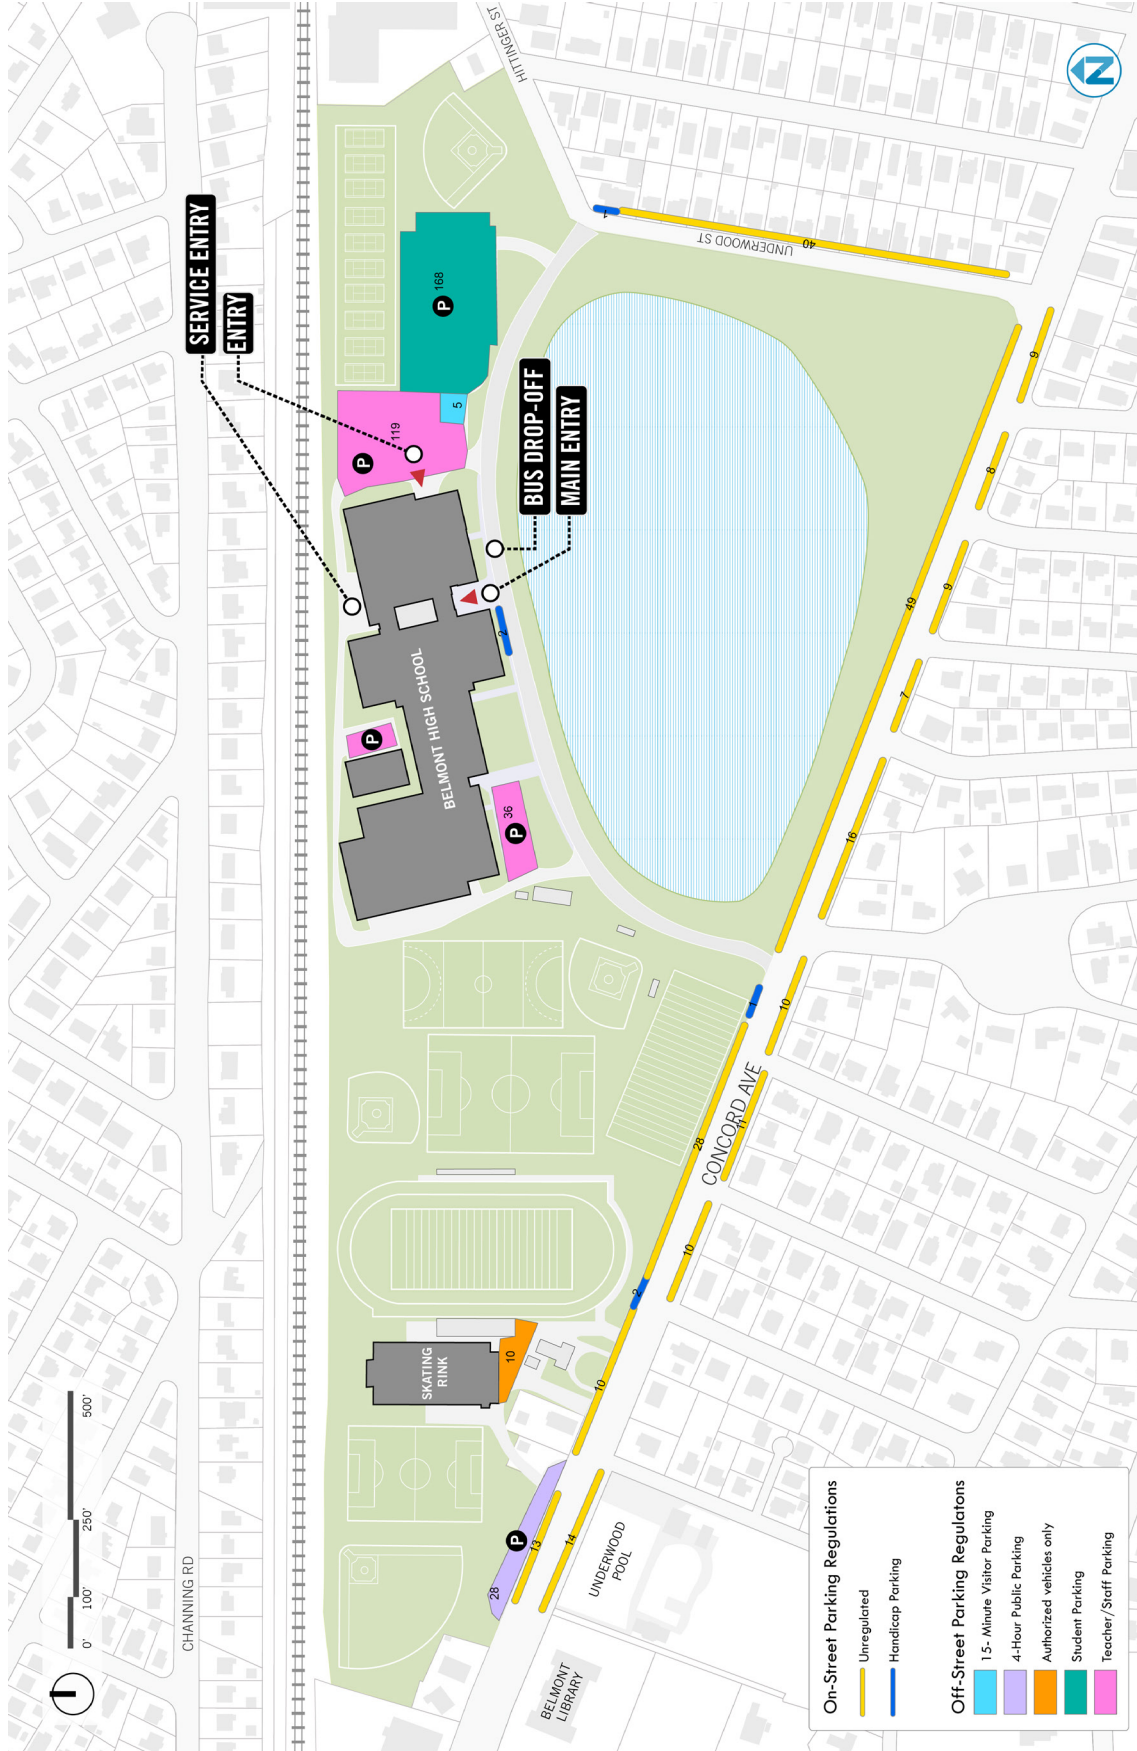 HITTINGER ST
N
SERVICE ENTRY
ENTRY
P 168
5
119
P
1
UNDERWOOD ST
40
BUS DROP-OFF
MAIN ENTRY
2
BELMONT HIGH SCHOOL
P
36
P
9
8
9
49
7
16
1
10
CONCORD AVE
11
28
10
2
10
SKATING
RINK
10
28
P
13
14
UNDERWOOD
POOL
BELMONT
LIBRARY
CHANNING RD
0' 100' 250' 500'
On-Street Parking Regulations
Unregulated
Handicap Parking
Off-Street Parking Regulatons
15- Minute Visitor Parking
4-Hour Public Parking
Authorized vehicles only
Student Parking
Teacher/Staff Parking